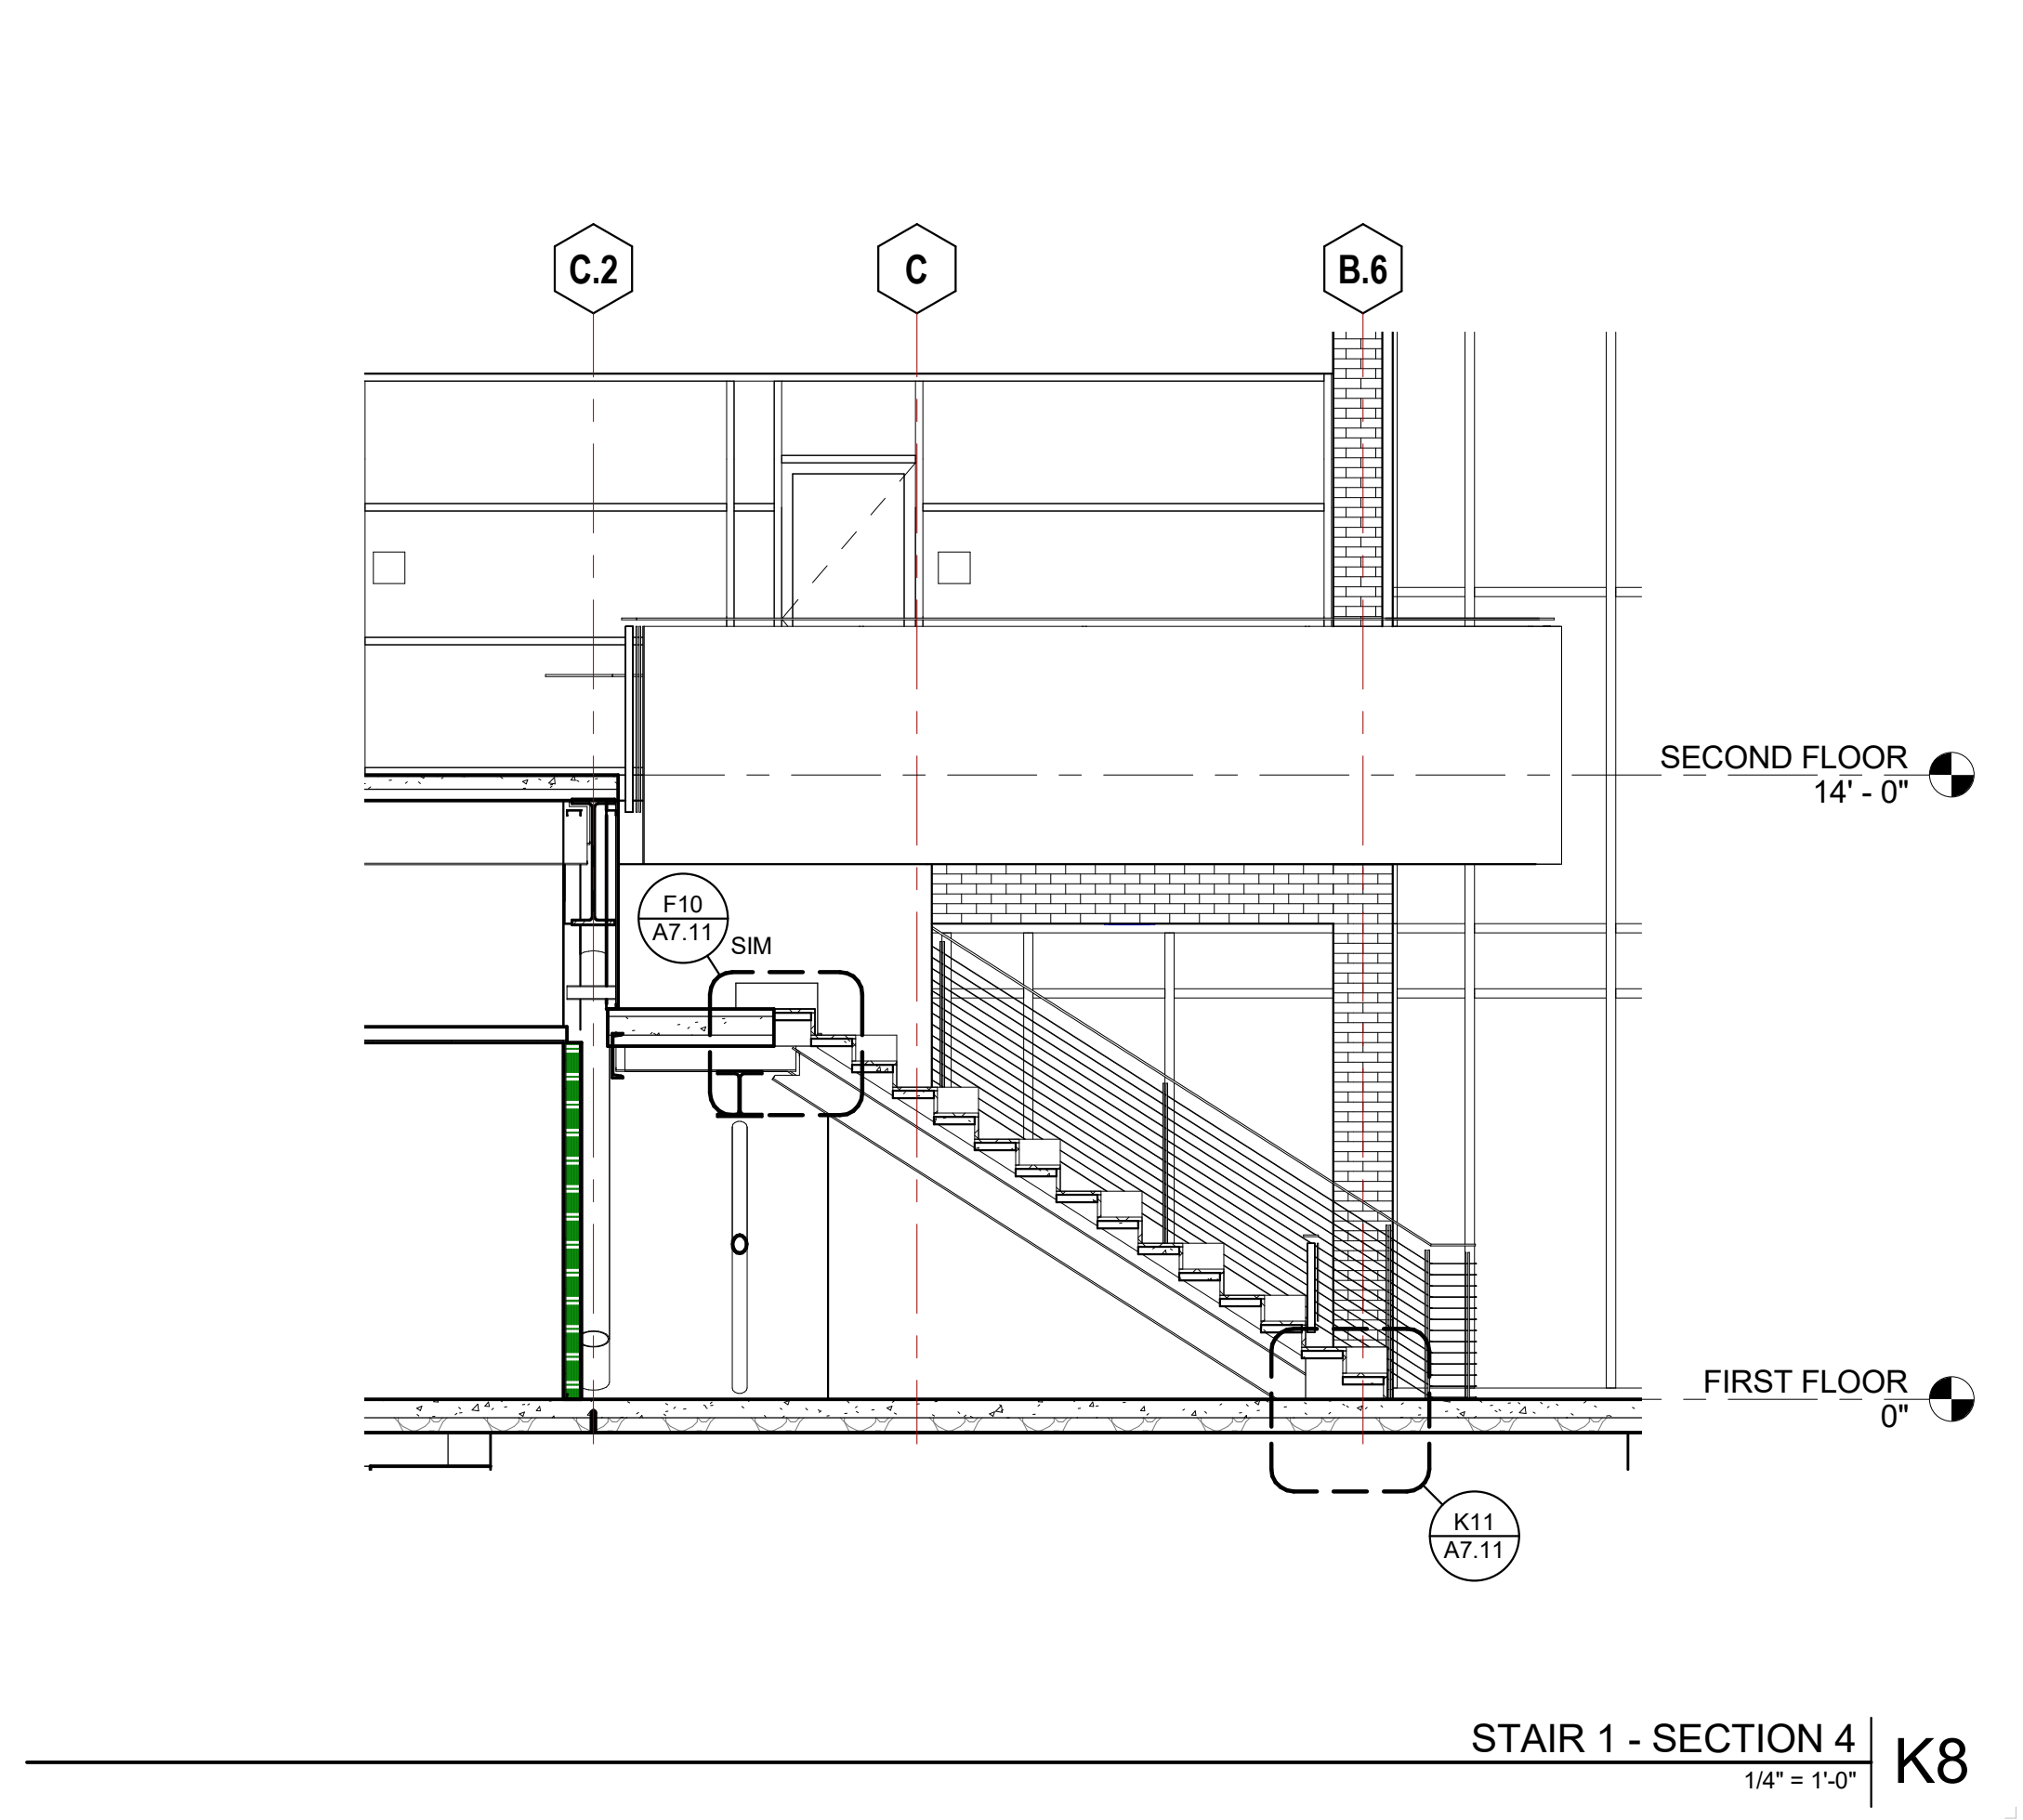 C.2
C
B.6
SECOND FLOOR
14' - 0"
F10
A7.11
SIM
FIRST FLOOR
0"
K11
A7.11
STAIR 1 - SECTION 4
1/4" = 1'-0"
K8